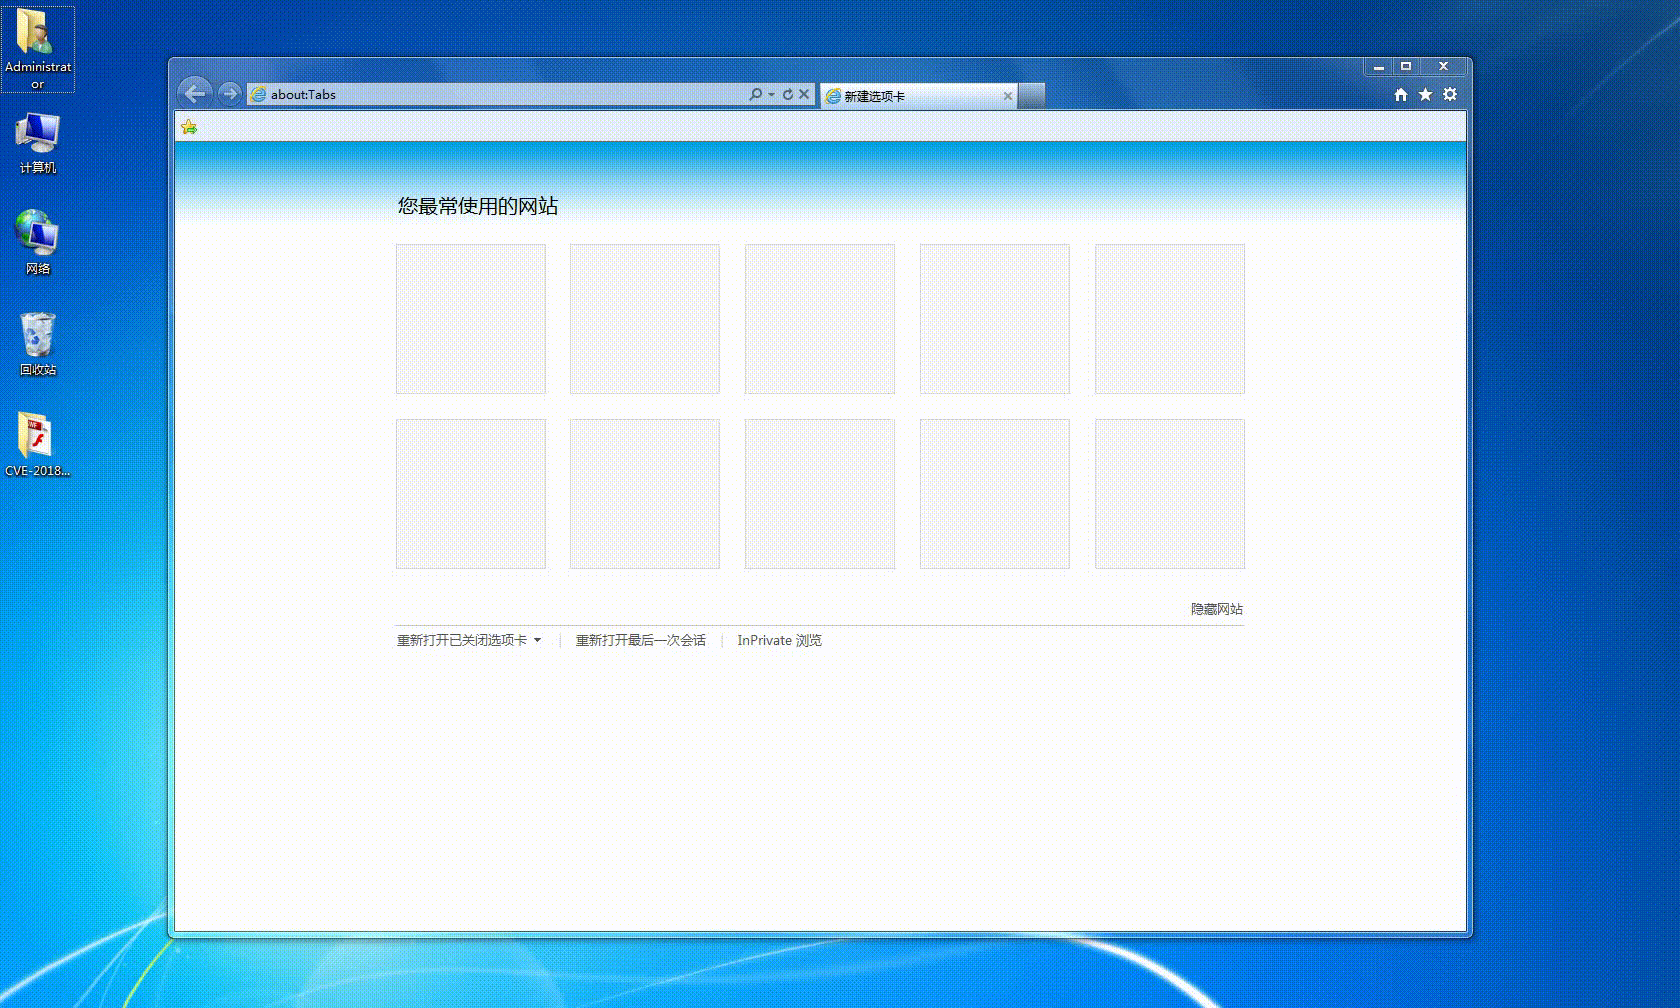 Administrat
or
计算机
网络
回收站
CVE-2018...
about:Tabs
新建选项卡
您最常使用的网站
隐藏网站
重新打开已关闭选项卡
重新打开最后一次会话
InPrivate 浏览